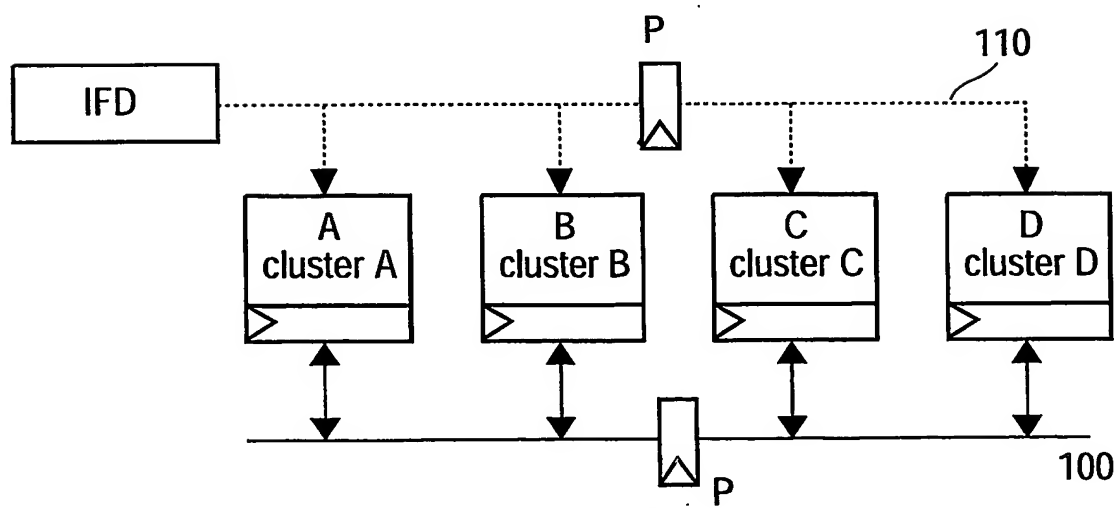 P
110
IFD
A
cluster A
B
cluster B
C
cluster C
D
cluster D
100
P